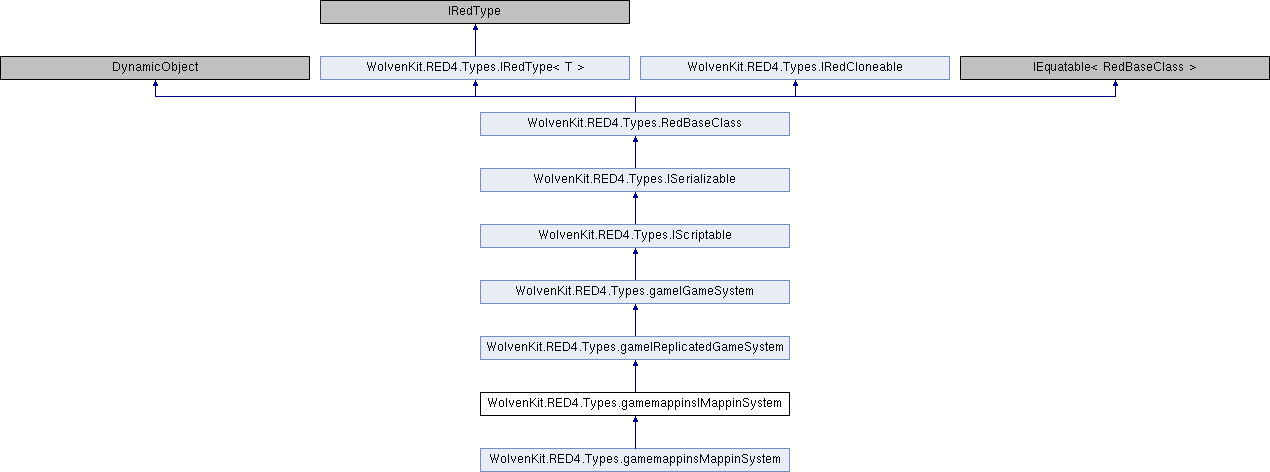 IRedType
DynamicObject
WolvenKit.RED4.Types.IRedType< T >
WolvenKit.RED4.Types.IRedCloneable
IEquatable< RedBaseClass >
WolvenKit.RED4.Types.RedBaseClass
WolvenKit.RED4.Types.ISerializable
WolvenKit.RED4.Types.IScriptable
WolvenKit.RED4.Types.gameIGameSystem
WolvenKit.RED4.Types.gameIReplicatedGameSystem
WolvenKit.RED4.Types.gamemappinsIMappinSystem
WolvenKit.RED4.Types.gamemappinsMappinSystem